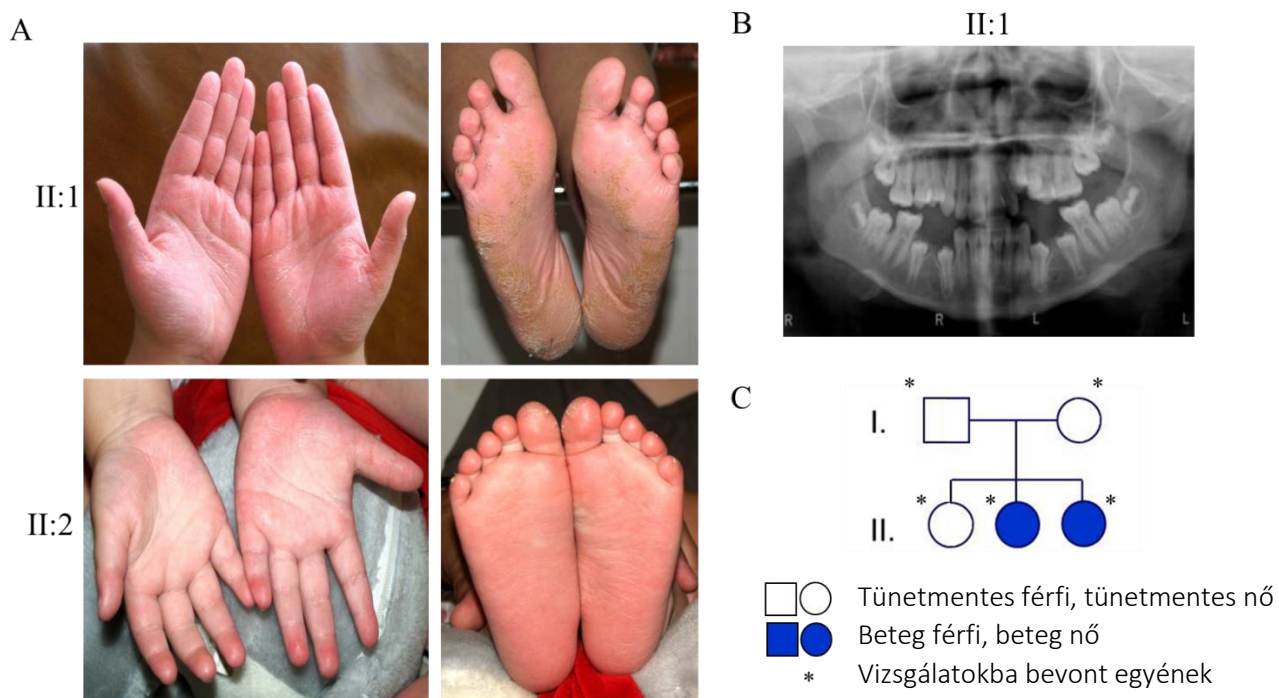 A
II:1
II:2
B
II:1
R
R
L
L
C
*
*
I.
*
*
*
II.
Tünetmentes férfi, tünetmentes nő
Beteg férfi, beteg nő
* Vizsgálatokba bevont egyének